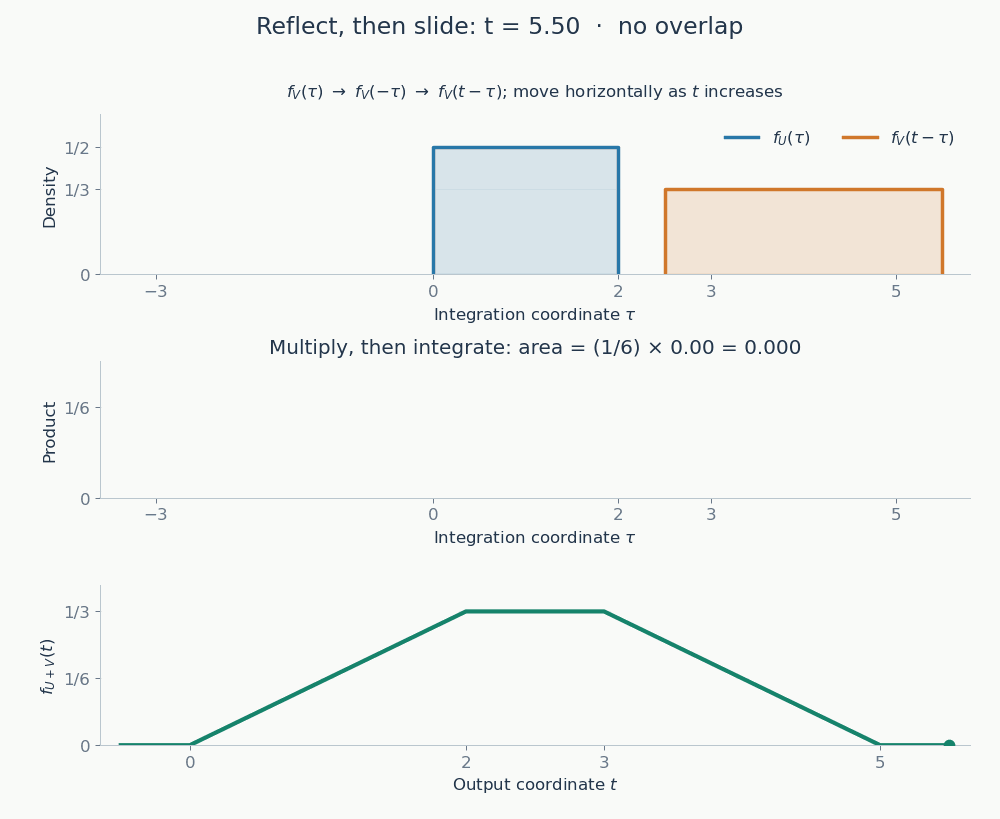 Reflect, then slide: t = 5.50 · no overlap
f_V(τ) → f_V(−τ) → f_V(t − τ); move horizontally as t increases
f_U(τ) f_V(t − τ)
Density
1/2
1/3
0
−3 0 2 3 5
Integration coordinate τ
Multiply, then integrate: area = (1/6) × 0.00 = 0.000
Product
1/6
0
−3 0 2 3 5
Integration coordinate τ
f_{U+V}(t)
1/3
1/6
0
0 2 3 5
Output coordinate t